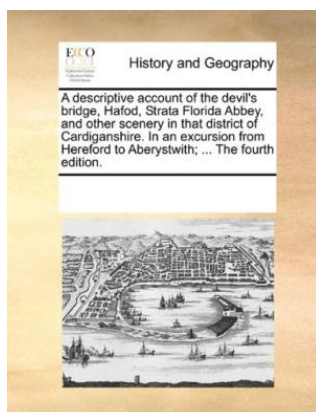 ECCO
History and Geography
A descriptive account of the devil's
bridge, Hafod, Strata Florida Abbey,
and other scenery in that district of
Cardiganshire. In an excursion from
Hereford to Aberystwith; ... The fourth
edition.